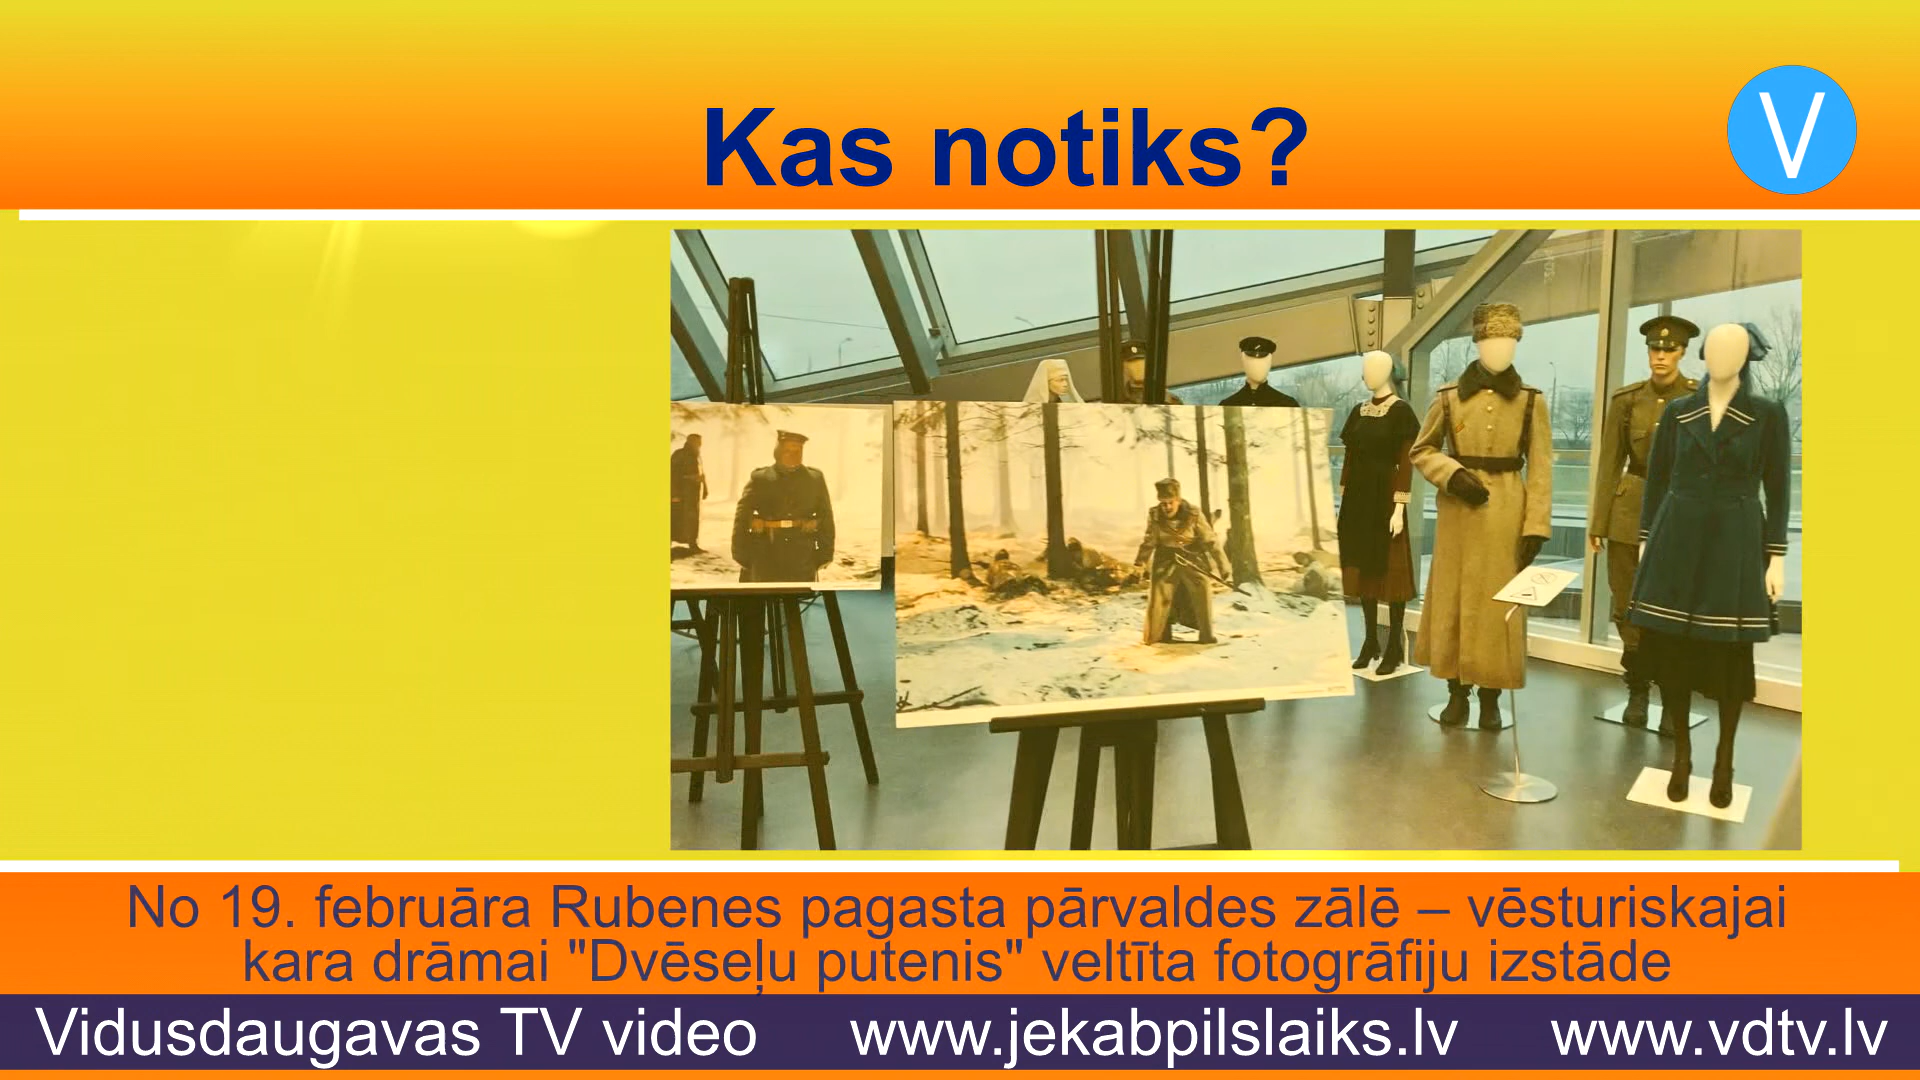 Kas notiks?
V
No 19. februāra Rubenes pagasta pārvaldes zālē – vēsturiskajai
kara drāmai "Dvēseļu putenis" veltīta fotogrāfiju izstāde
Vidusdaugavas TV video www.jekabpilslaiks.lv www.vdtv.lv